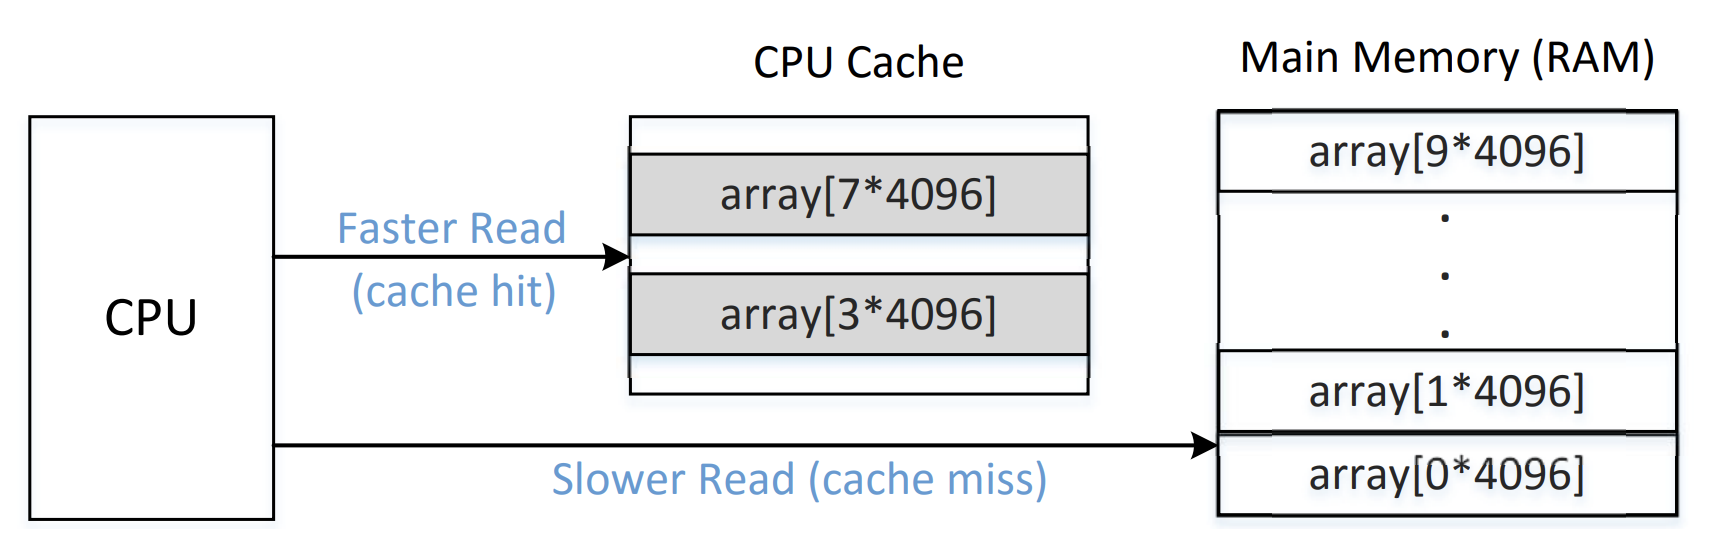 CPU Cache
Main Memory (RAM)
CPU
Faster Read
(cache hit)
array[7*4096]
array[3*4096]
Slower Read (cache miss)
array[9*4096]
.
.
.
array[1*4096]
array[0*4096]